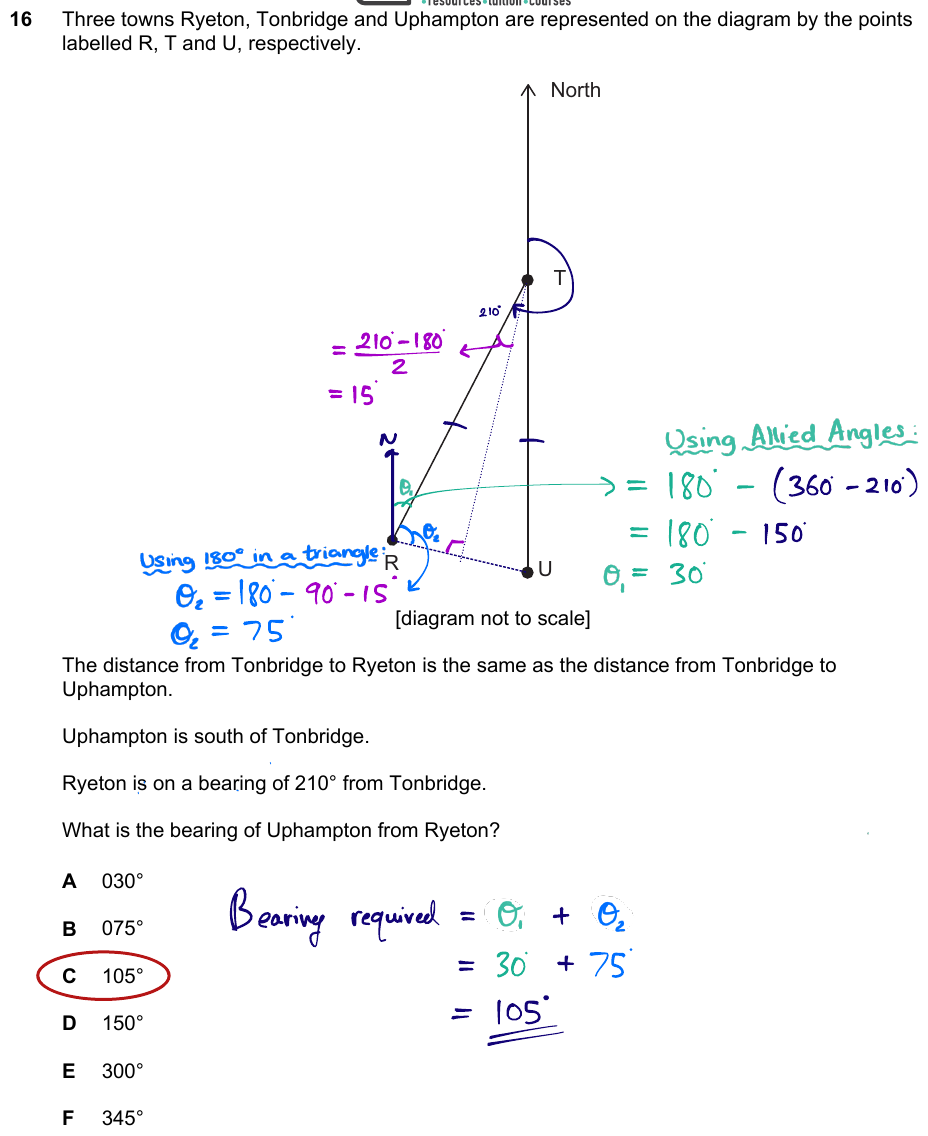 •resources•tuition•courses
16 Three towns Ryeton, Tonbridge and Uphampton are represented on the diagram by the points
labelled R, T and U, respectively.
North
T
210°
= 210° - 180°
2
= 15°
N
Using Allied Angles:
θ₁
= 180° - (360° - 210°)
θ₂
= 180° - 150°
R
U
θ₁ = 30°
Using 180° in a triangle:
θ₂ = 180° - 90° - 15°
θ₂ = 75°
[diagram not to scale]
The distance from Tonbridge to Ryeton is the same as the distance from Tonbridge to
Uphampton.
Uphampton is south of Tonbridge.
Ryeton is on a bearing of 210° from Tonbridge.
What is the bearing of Uphampton from Ryeton?
A 030°
B 075°
C 105°
D 150°
E 300°
F 345°
Bearing required = θ₁ + θ₂
= 30° + 75°
= 105°